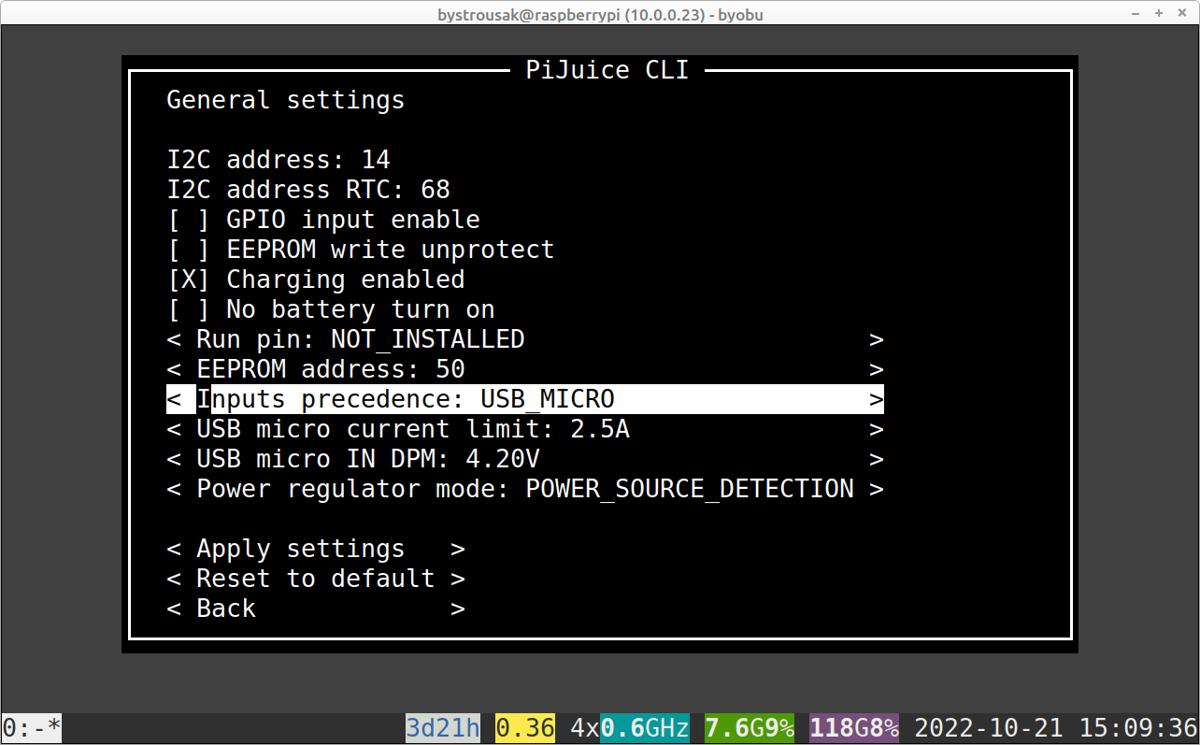 bystrousak@raspberrypi (10.0.0.23) - byobu
PiJuice CLI
General settings
I2C address: 14
I2C address RTC: 68
[ ] GPIO input enable
[ ] EEPROM write unprotect
[X] Charging enabled
[ ] No battery turn on
< Run pin: NOT_INSTALLED >
< EEPROM address: 50 >
< Inputs precedence: USB_MICRO >
< USB micro current limit: 2.5A >
< USB micro IN DPM: 4.20V >
< Power regulator mode: POWER_SOURCE_DETECTION >
< Apply settings >
< Reset to default >
< Back >
0:-* 3d21h 0.36 4x0.6GHz 7.6G9% 118G8% 2022-10-21 15:09:36